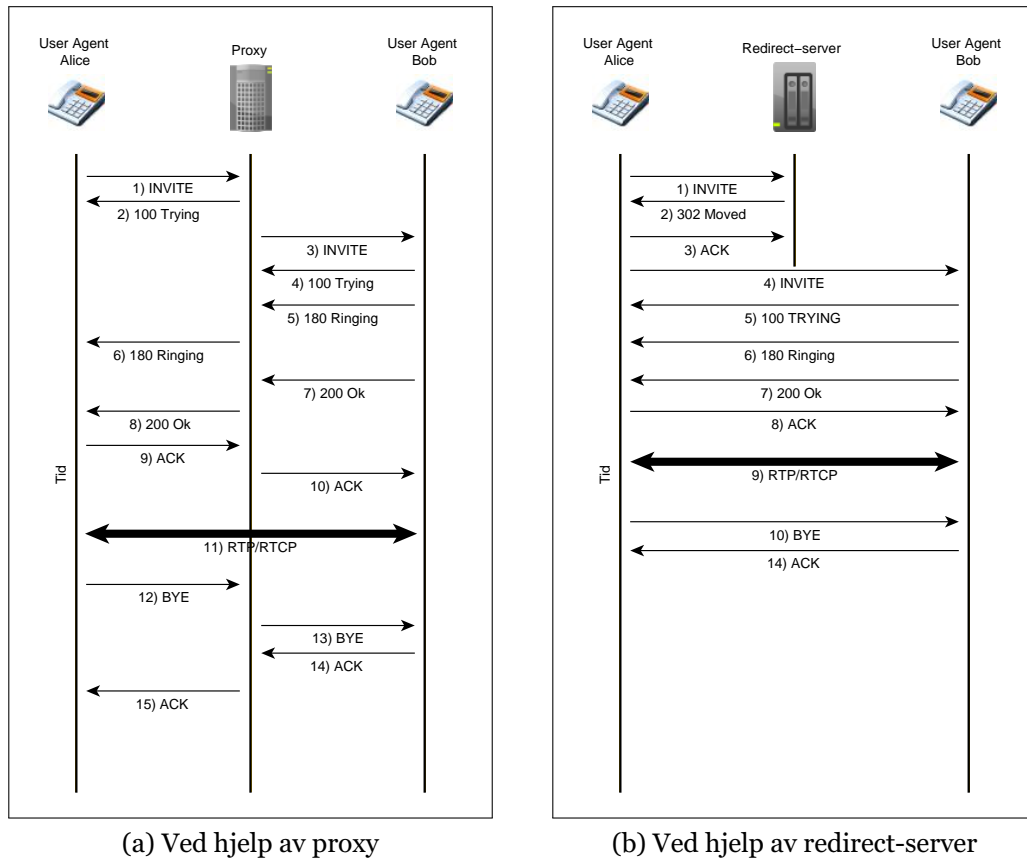 User Agent
Alice
Proxy
User Agent
Bob
1) INVITE
2) 100 Trying
3) INVITE
4) 100 Trying
5) 180 Ringing
6) 180 Ringing
7) 200 Ok
8) 200 Ok
9) ACK
10) ACK
Tid
11) RTP/RTCP
12) BYE
13) BYE
14) ACK
15) ACK
(a) Ved hjelp av proxy
User Agent
Alice
Redirect–server
User Agent
Bob
1) INVITE
2) 302 Moved
3) ACK
4) INVITE
5) 100 TRYING
6) 180 Ringing
7) 200 Ok
8) ACK
Tid
9) RTP/RTCP
10) BYE
14) ACK
(b) Ved hjelp av redirect-server